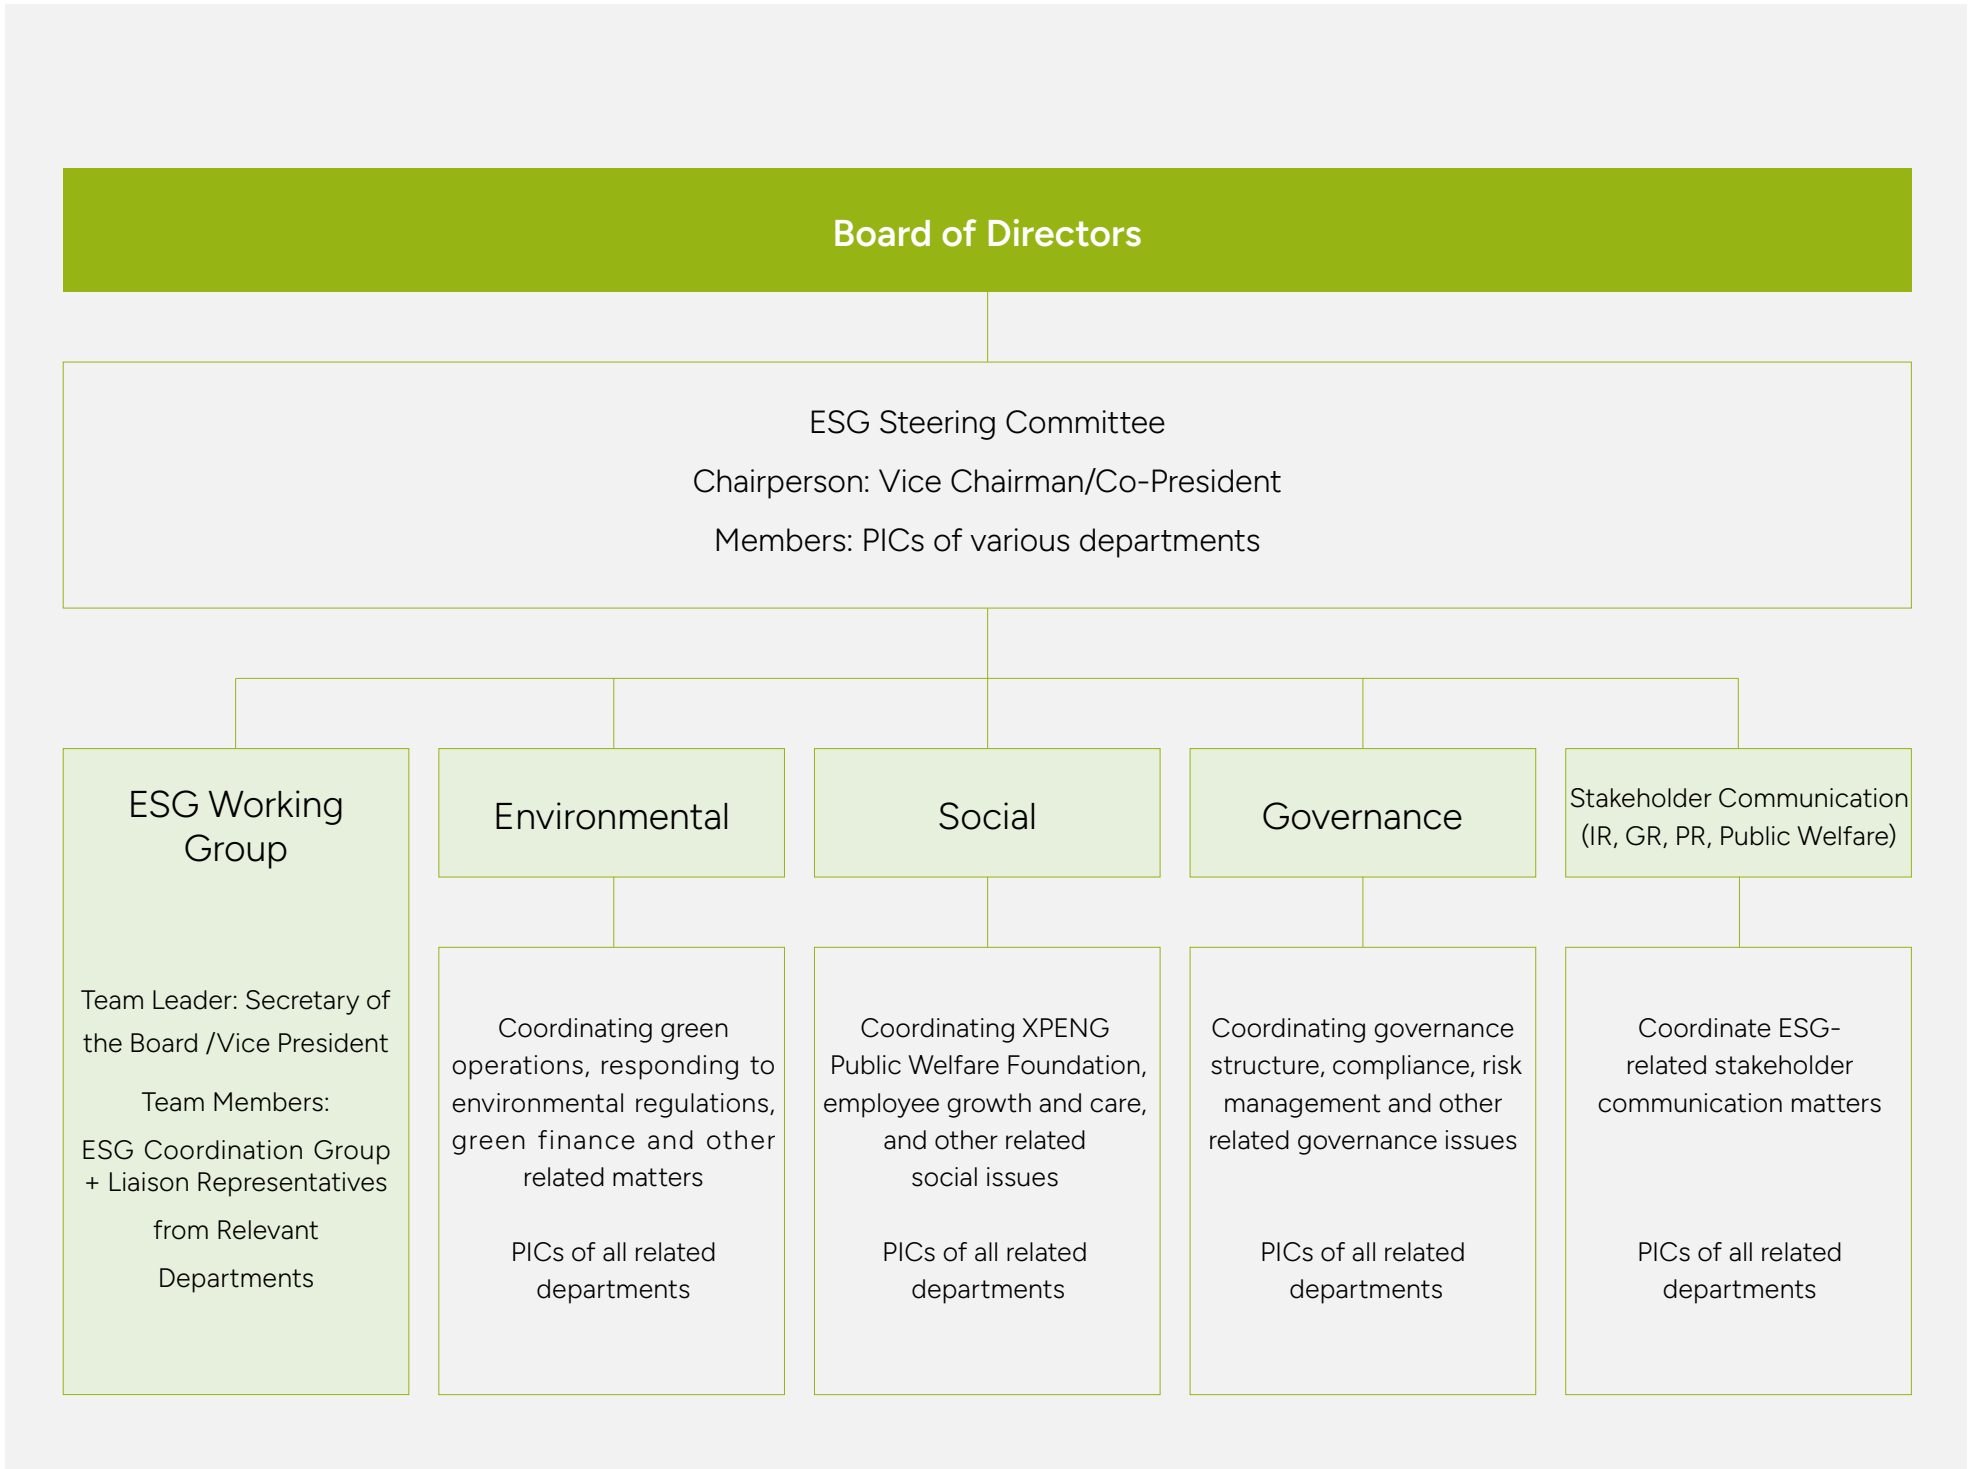 Board of Directors
ESG Steering Committee
Chairperson: Vice Chairman/Co-President
Members: PICs of various departments
ESG Working
Group
Team Leader: Secretary of
the Board /Vice President
Team Members:
ESG Coordination Group
+ Liaison Representatives
from Relevant
Departments
Environmental
Coordinating green
operations, responding to
environmental regulations,
green finance and other
related matters
PICs of all related
departments
Social
Coordinating XPENG
Public Welfare Foundation,
employee growth and care,
and other related
social issues
PICs of all related
departments
Governance
Coordinating governance
structure, compliance, risk
management and other
related governance issues
PICs of all related
departments
Stakeholder Communication
(IR, GR, PR, Public Welfare)
Coordinate ESG-
related stakeholder
communication matters
PICs of all related
departments